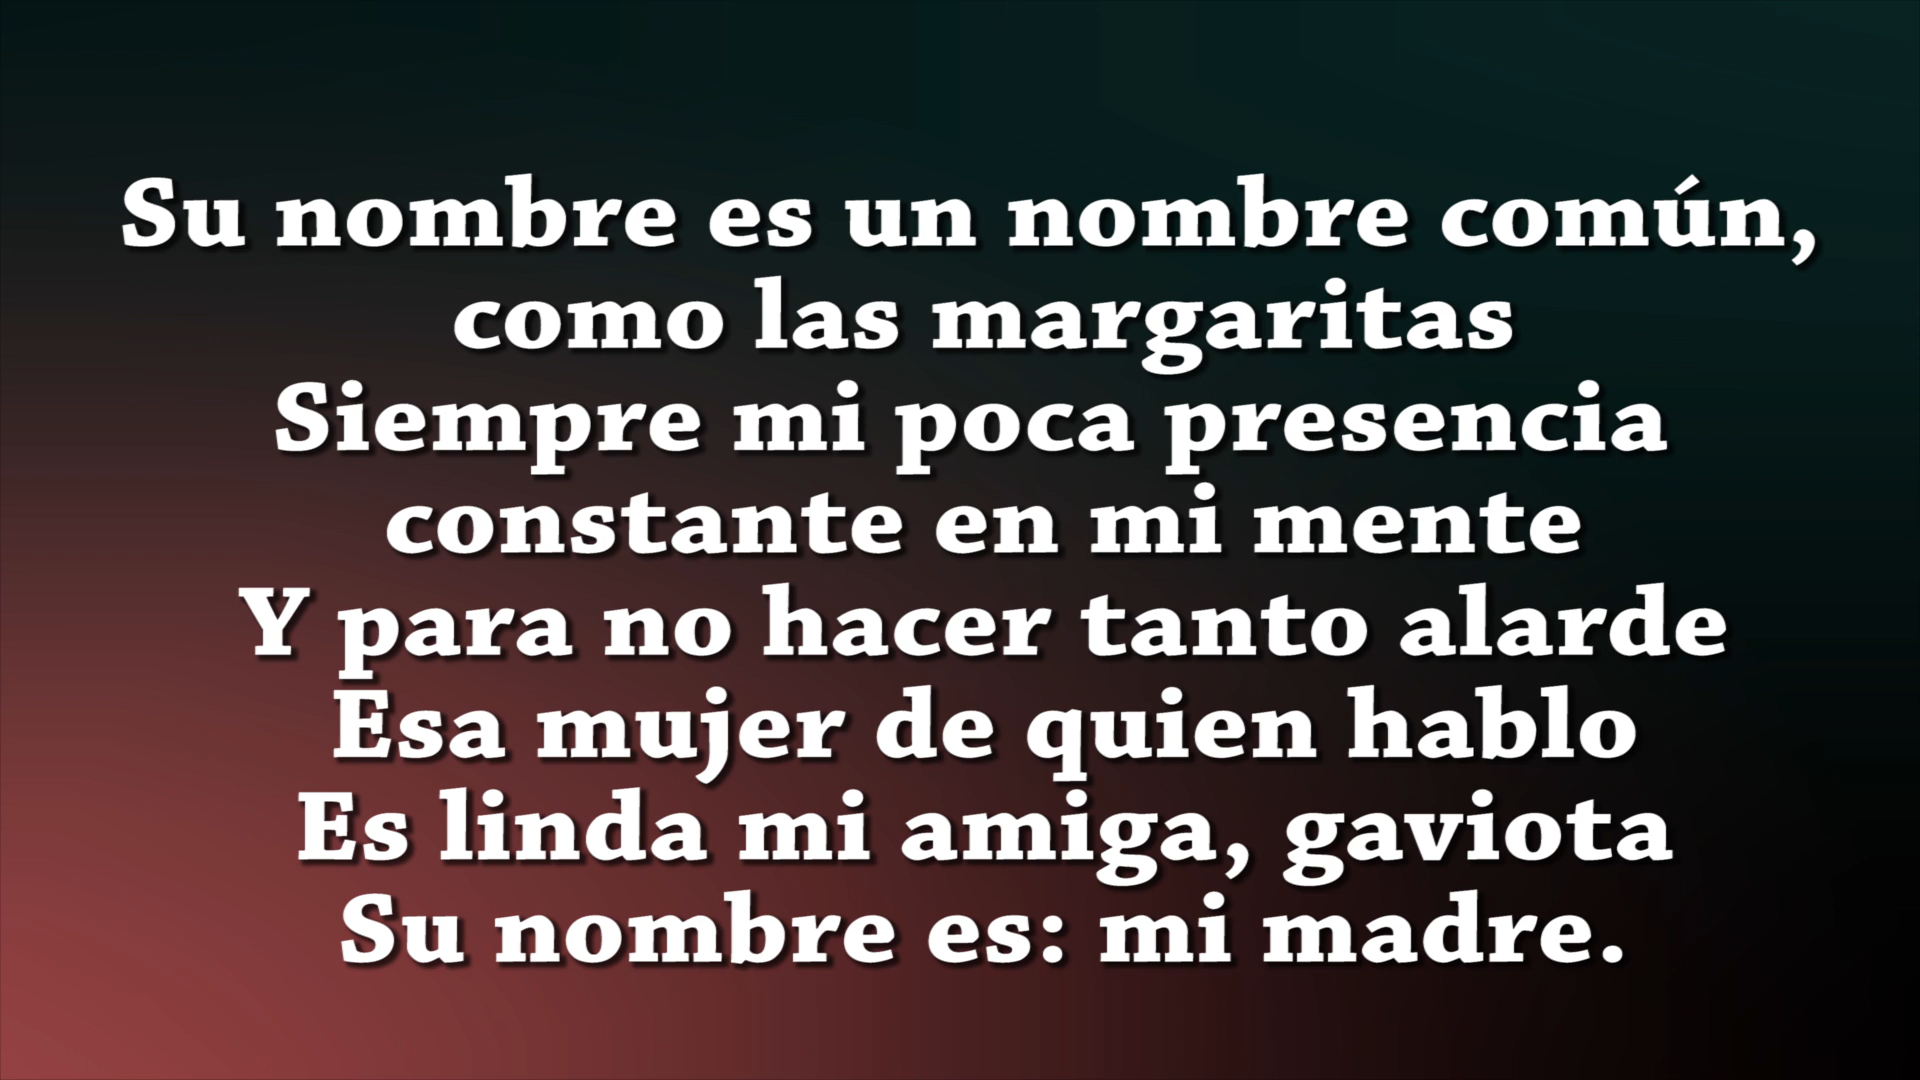 Su nombre es un nombre común,
como las margaritas
Siempre mi poca presencia
constante en mi mente
Y para no hacer tanto alarde
Esa mujer de quien hablo
Es linda mi amiga, gaviota
Su nombre es: mi madre.